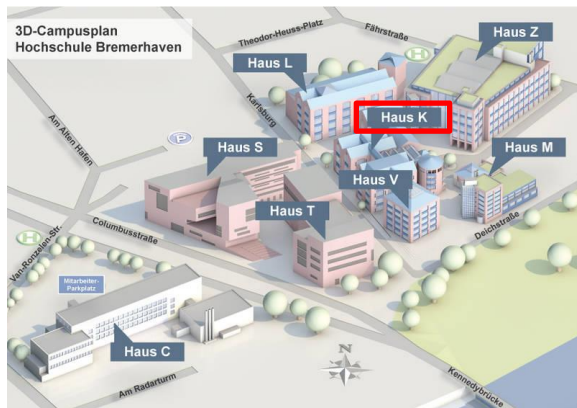 3D-Campusplan
Hochschule Bremerhaven
Theodor-Heuss-Platz
Fährstraße
H
Haus Z
Haus L
Karlsburg
Haus K
Am Alten Hafen
P
Haus S
Haus M
Haus V
Haus T
Deichstraße
Columbusstraße
Van-Ronzelen-Str.
H
Mitarbeiter-
Parkplatz
Haus C
N
Am Radarturm
Kennedybrücke